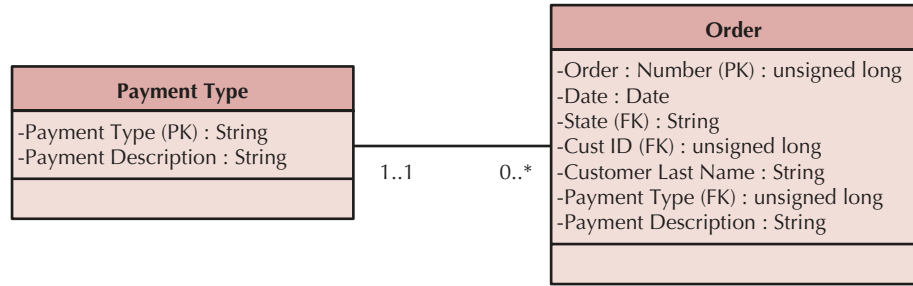 Payment Type
-Payment Type (PK) : String
-Payment Description : String
1..1
0..*
Order
-Order : Number (PK) : unsigned long
-Date : Date
-State (FK) : String
-Cust ID (FK) : unsigned long
-Customer Last Name : String
-Payment Type (FK) : unsigned long
-Payment Description : String